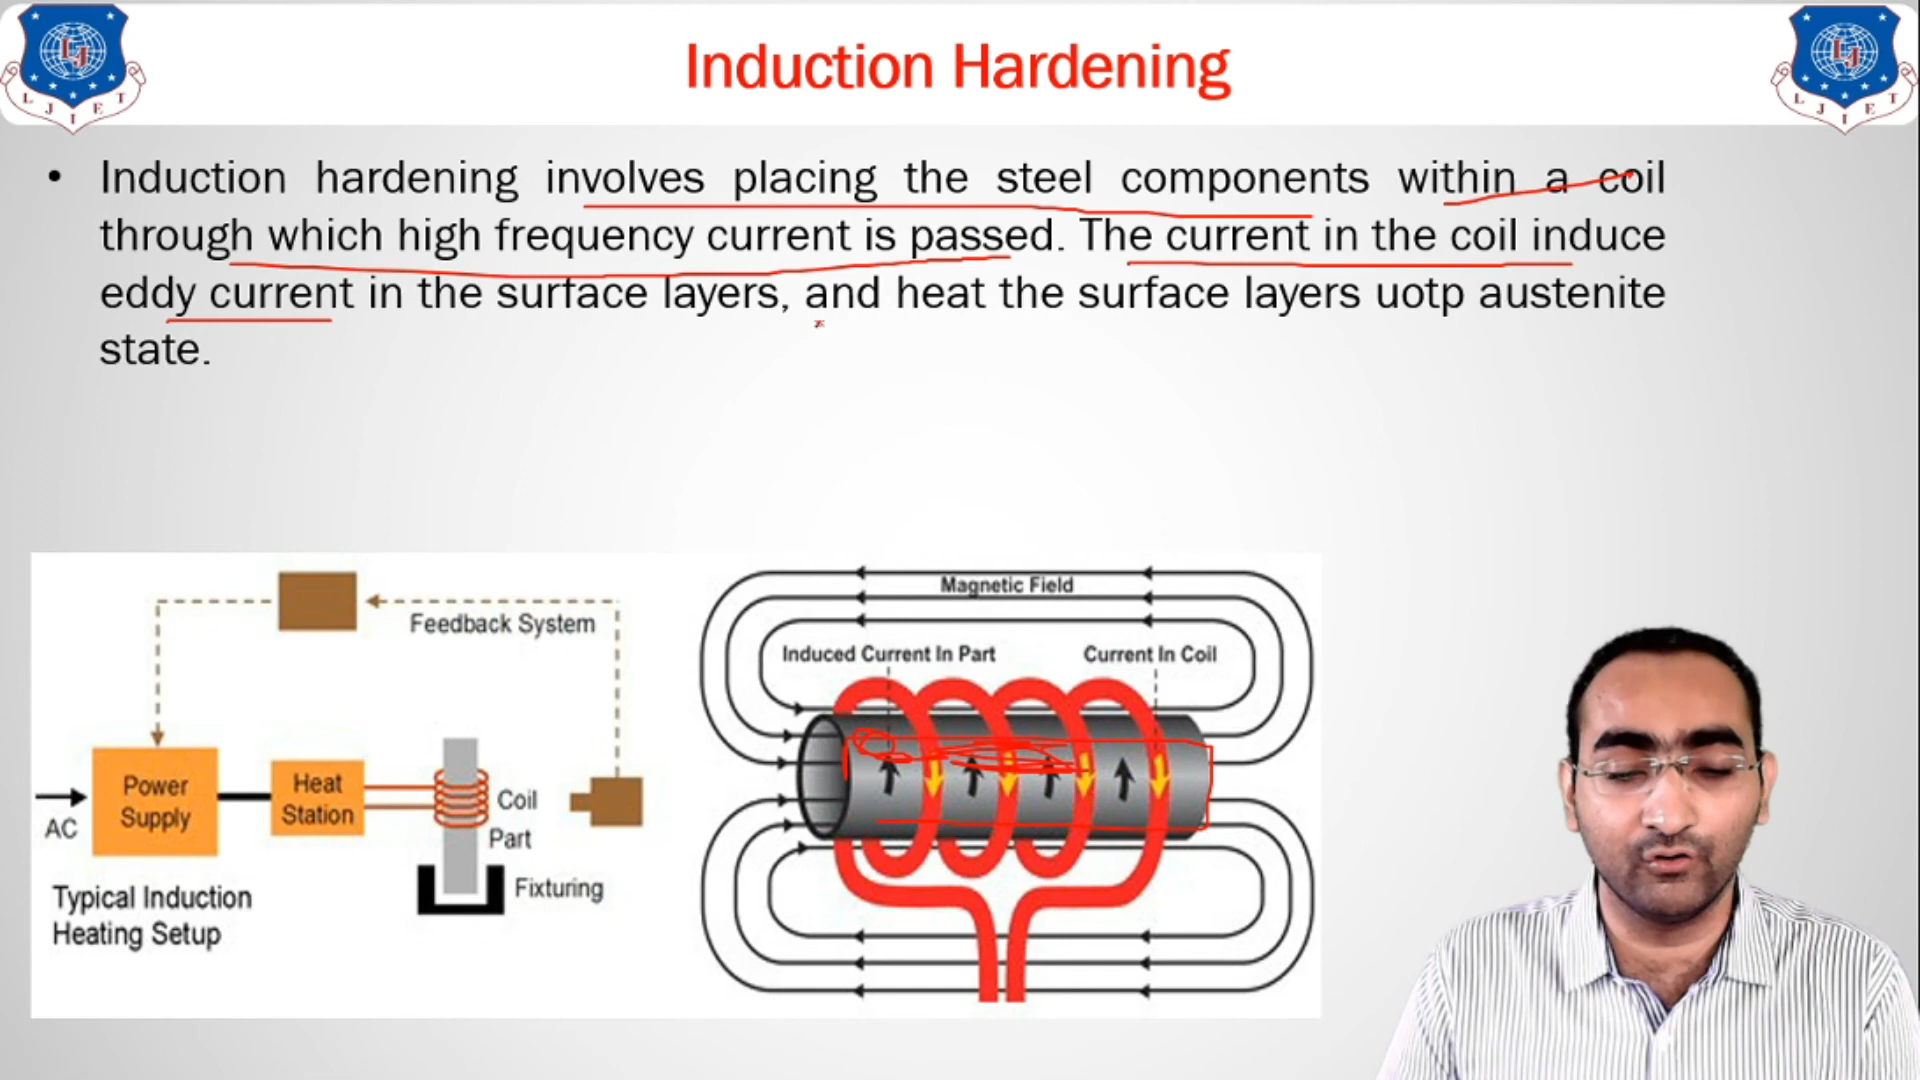 Induction Hardening
L J I E T
L J I E T
• Induction hardening involves placing the steel components within a coil
through which high frequency current is passed. The current in the coil induce
eddy current in the surface layers, and heat the surface layers uotp austenite
state.
Feedback System
Power
Supply
Heat
Station
AC
Coil
Part
Fixturing
Typical Induction
Heating Setup
Magnetic Field
Induced Current In Part
Current In Coil